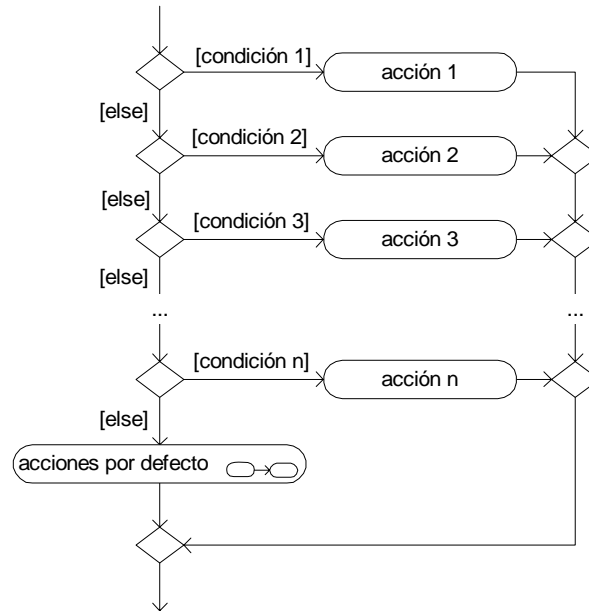 [condición 1]
acción 1
[else]
[condición 2]
acción 2
[else]
[condición 3]
acción 3
[else]
...
...
[condición n]
acción n
[else]
acciones por defecto